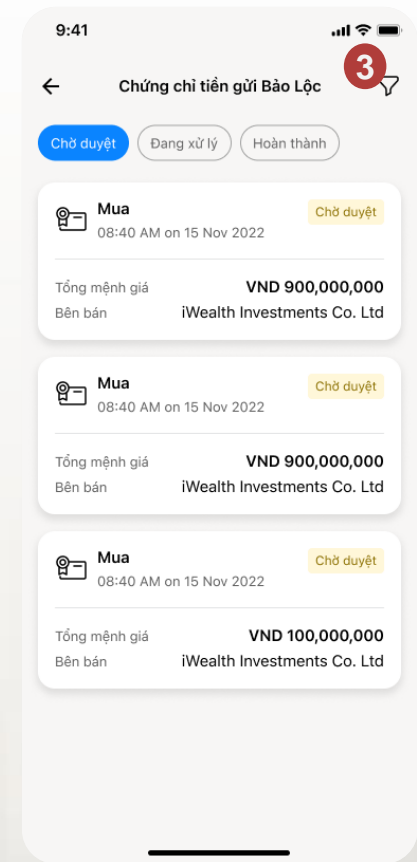 9:41
3
Chứng chỉ tiền gửi Bảo Lộc
Chờ duyệt Đang xử lý Hoàn thành
Mua Chờ duyệt
08:40 AM on 15 Nov 2022
Tổng mệnh giá VND 900,000,000
Bên bán iWealth Investments Co. Ltd
Mua Chờ duyệt
08:40 AM on 15 Nov 2022
Tổng mệnh giá VND 900,000,000
Bên bán iWealth Investments Co. Ltd
Mua Chờ duyệt
08:40 AM on 15 Nov 2022
Tổng mệnh giá VND 100,000,000
Bên bán iWealth Investments Co. Ltd